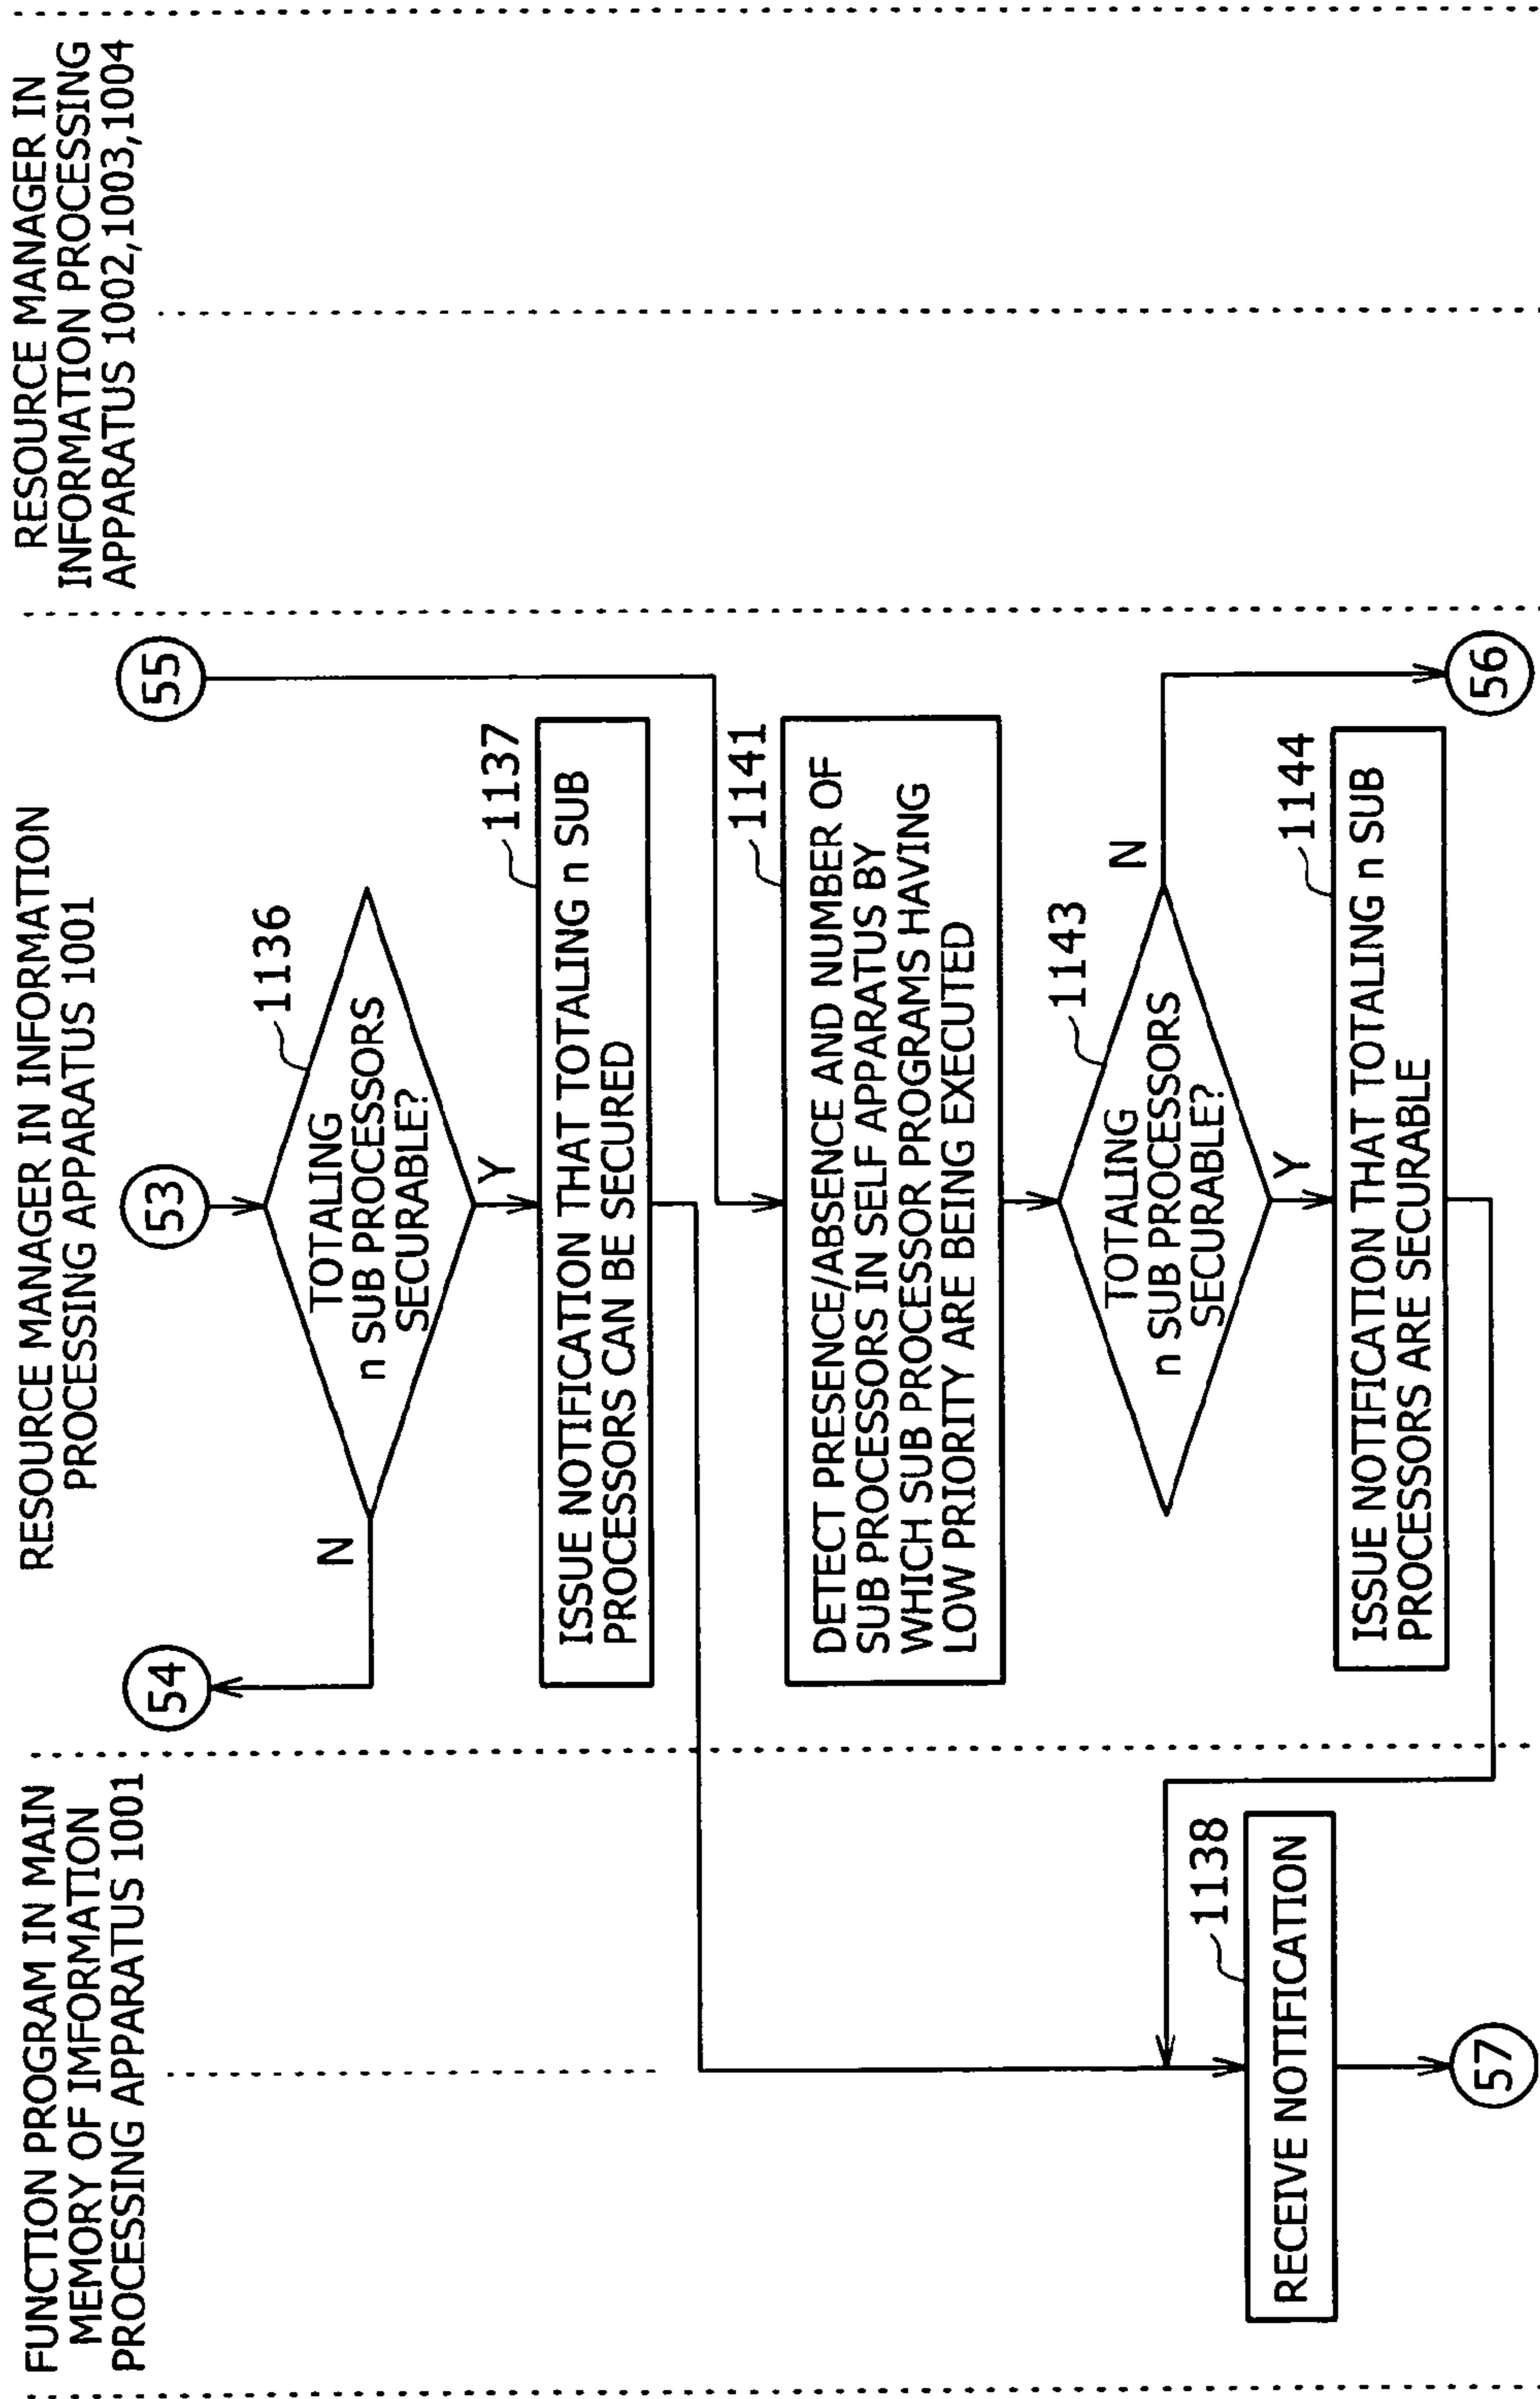 FUNCTION PROGRAM IN MAIN
MEMORY OF IMFORMATION
PROCESSING APPARATUS 1001
RESOURCE MANAGER IN INFORMATION
PROCESSING APPARATUS 1001
RESOURCE MANAGER IN
INFORMATION PROCESSING
APPARATUS 1002,1003,1004
54
53
55
1136
TOTALING
n SUB PROCESSORS
SECURABLE?
N
Y
1137
ISSUE NOTIFICATION THAT TOTALING n SUB
PROCESSORS CAN BE SECURED
1141
DETECT PRESENCE/ABSENCE AND NUMBER OF
SUB PROCESSORS IN SELF APPARATUS BY
WHICH SUB PROCESSOR PROGRAMS HAVING
LOW PRIORITY ARE BEING EXECUTED
1143
TOTALING
n SUB PROCESSORS
SECURABLE?
N
Y
1138
RECEIVE NOTIFICATION
1144
ISSUE NOTIFICATION THAT TOTALING n SUB
PROCESSORS ARE SECURABLE
57
56